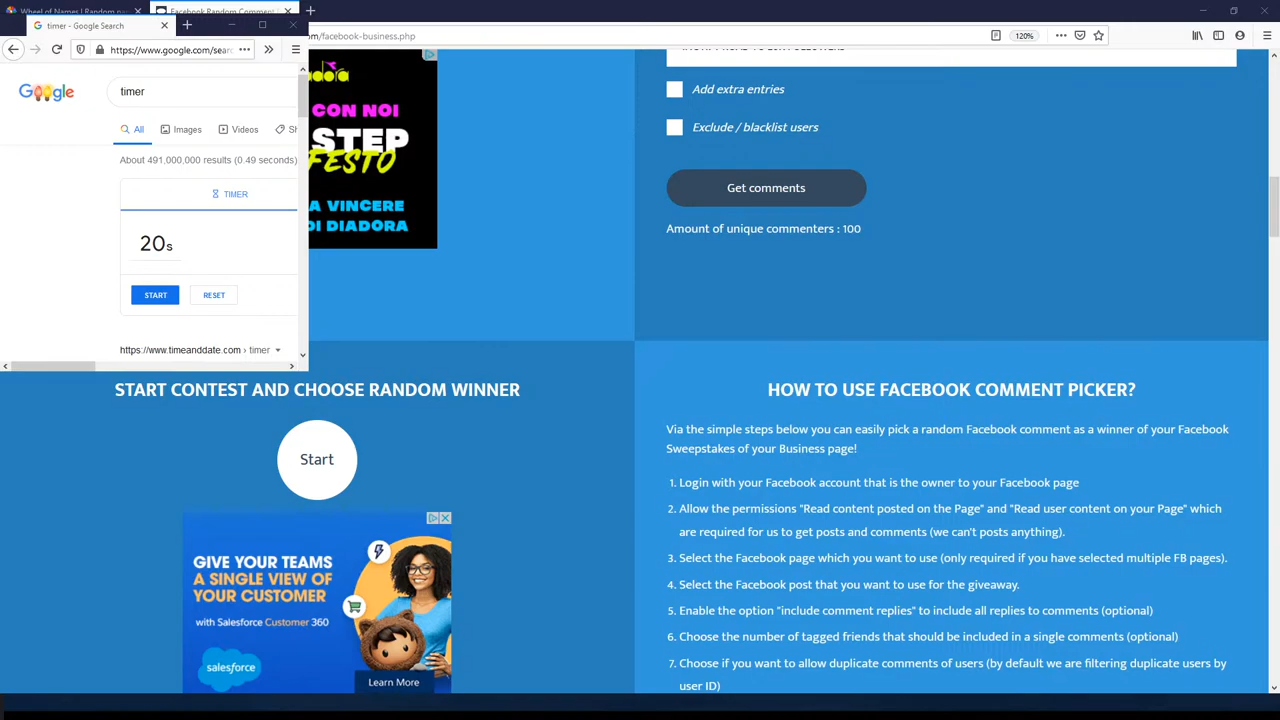 Wheel of Names | Random na
Facebook Random Comment
timer - Google Search
om/facebook-business.php
120%
https://www.google.com/sear
Google
timer
All
Images
Videos
Sh
About 491,000,000 results (0.49 seconds)
TIMER
20s
START
RESET
https://www.timeanddate.com › timer
CON NOI
STEP
FESTO
A VINCERE
DI DIADORA
Add extra entries
Exclude / blacklist users
Get comments
Amount of unique commenters : 100
START CONTEST AND CHOOSE RANDOM WINNER
Start
GIVE YOUR TEAMS
A SINGLE VIEW OF
YOUR CUSTOMER
with Salesforce Customer 360
salesforce
Learn More
HOW TO USE FACEBOOK COMMENT PICKER?
Via the simple steps below you can easily pick a random Facebook comment as a winner of your Facebook
Sweepstakes of your Business page!
1. Login with your Facebook account that is the owner to your Facebook page
2. Allow the permissions "Read content posted on the Page" and "Read user content on your Page" which
are required for us to get posts and comments (we can't posts anything).
3. Select the Facebook page which you want to use (only required if you have selected multiple FB pages).
4. Select the Facebook post that you want to use for the giveaway.
5. Enable the option "include comment replies" to include all replies to comments (optional)
6. Choose the number of tagged friends that should be included in a single comments (optional)
7. Choose if you want to allow duplicate comments of users (by default we are filtering duplicate users by
user ID)